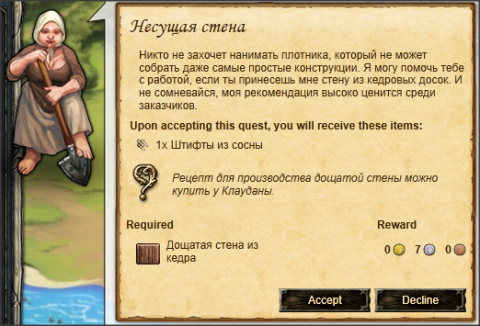 Несущая стена
Никто не захочет нанимать плотника, который не может
собрать даже самые простые конструкции. Я могу помочь тебе
с работой, если ты принесешь мне стену из кедровых досок. И
не сомневайся, моя рекомендация высоко ценится среди
заказчиков.
Upon accepting this quest, you will receive these items:
1x Штифты из сосны
Рецепт для производства дощатой стены можно
купить у Клауданы.
Required
Reward
Дощатая стена из
кедра
0 7 0
Accept
Decline